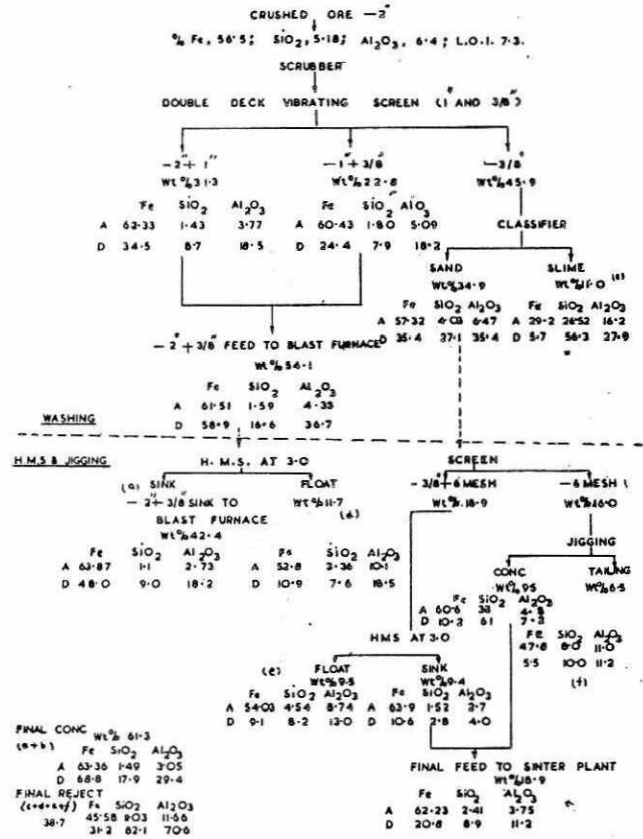 CRUSHED ORE -2"
% Fe, 56.5; SiO2, 5.18; Al2O3, 6.4; L.O.I. 7.3.
SCRUBBER
DOUBLE DECK VIBRATING SCREEN (1" AND 3/8")
-2"+ 1" -1"+ 3/8" -3/8"
Wt% 31.3 Wt% 22.8 Wt% 45.9
Fe SiO2 Al2O3 Fe SiO2 AlO3
A 62.33 1.43 3.77 A 60.43 1.80 5.09
D 34.5 8.7 18.5 D 24.4 7.9 18.2
CLASSIFIER
SAND SLIME
Wt% 34.9 Wt% 11.0 (c)
Fe SiO2 Al2O3 Fe SiO2 Al2O3
A 57.32 4.03 6.47 A 29.2 26.52 16.2
D 35.4 27.1 35.4 D 5.7 56.3 27.9
-2"+3/8" FEED TO BLAST FURNACE
Wt% 54.1
Fe SiO2 Al2O3
A 61.51 1.59 4.33
D 58.9 16.6 36.7
WASHING
H.M.S & JIGGING
H.M.S. AT 3.0 SCREEN
(a) SINK FLOAT
-2"+3/8" SINK TO BLAST FURNACE Wt% 11.7 (d)
Wt% 42.4
Fe SiO2 Al2O3 Fe SiO2 Al2O3
A 63.87 1.1 2.73 A 52.8 3.36 10.1
D 48.0 9.0 18.2 D 10.9 7.6 18.5
-3/8"+6 MESH -6 MESH
Wt% 18.9 Wt% 16.0
JIGGING
CONC TAILING
Wt% 9.5 Wt% 6.5
Fe SiO2 Al2O3
A 60.6 33 4.8
D 10.2 61 7.2
Fe SiO2 Al2O3
47.8 8.0 11.0
5.5 10.0 11.2
(f)
HMS AT 3.0
(e) FLOAT SINK
Wt% 9.5 Wt% 9.4
Fe SiO2 Al2O3 Fe SiO2 Al2O3
A 54.03 4.54 8.74 A 63.9 1.52 2.7
D 9.1 8.2 13.0 D 10.6 2.8 4.0
FINAL FEED TO SINTER PLANT
Wt% 18.9
Fe SiO2 Al2O3
A 62.23 2.41 3.75
D 20.8 8.9 11.2
FINAL CONC Wt% 61.3
(a+b) Fe SiO2 Al2O3
A 63.36 1.49 3.05
D 68.8 17.9 29.4
FINAL REJECT
(c+d+e+f) Fe SiO2 Al2O3
38.7 45.58 9.03 11.66
31.2 82.1 70.6